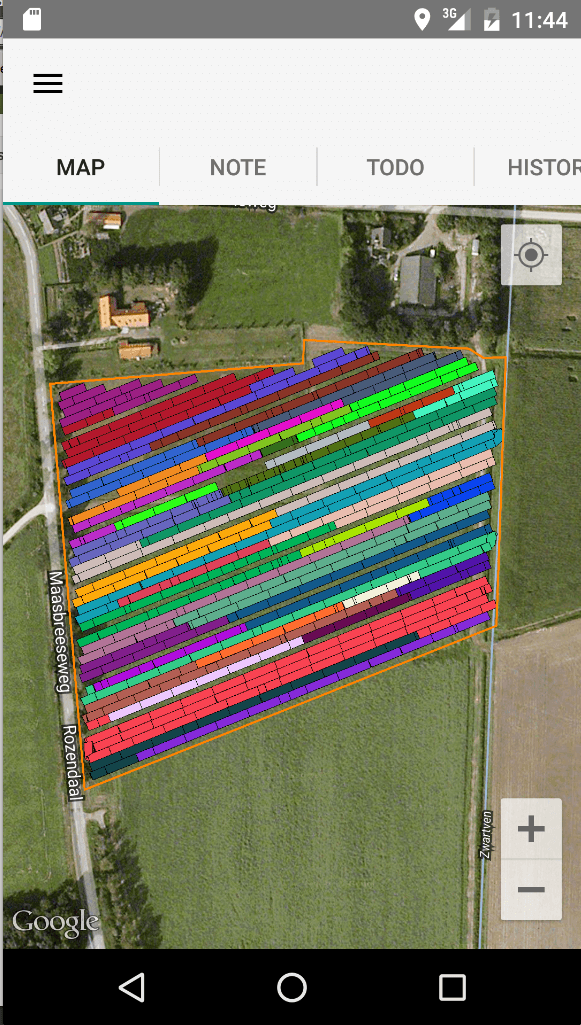 3G
11:44
MAP
NOTE
TODO
HISTOR
Maasbreeseweg
Rozendaal
Zwartven
Google